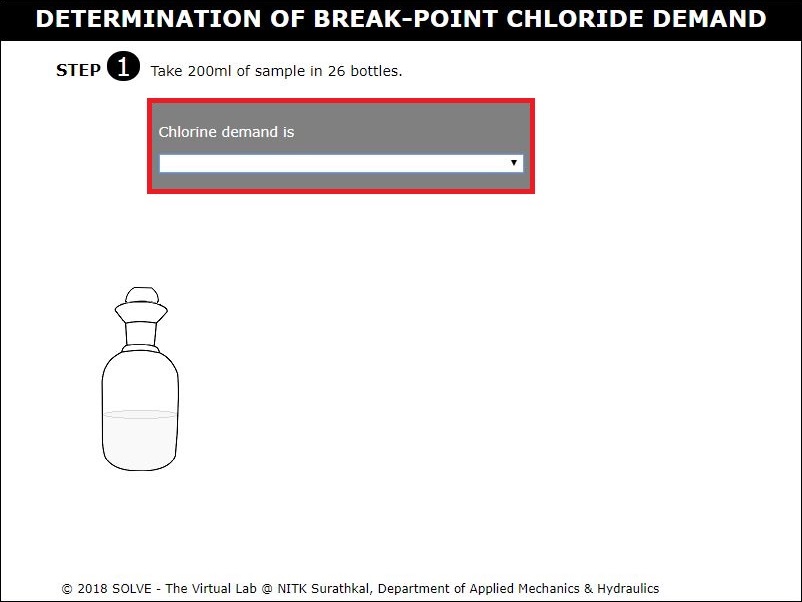 DETERMINATION OF BREAK-POINT CHLORIDE DEMAND
STEP 1 Take 200ml of sample in 26 bottles.
Chlorine demand is
© 2018 SOLVE - The Virtual Lab @ NITK Surathkal, Department of Applied Mechanics & Hydraulics